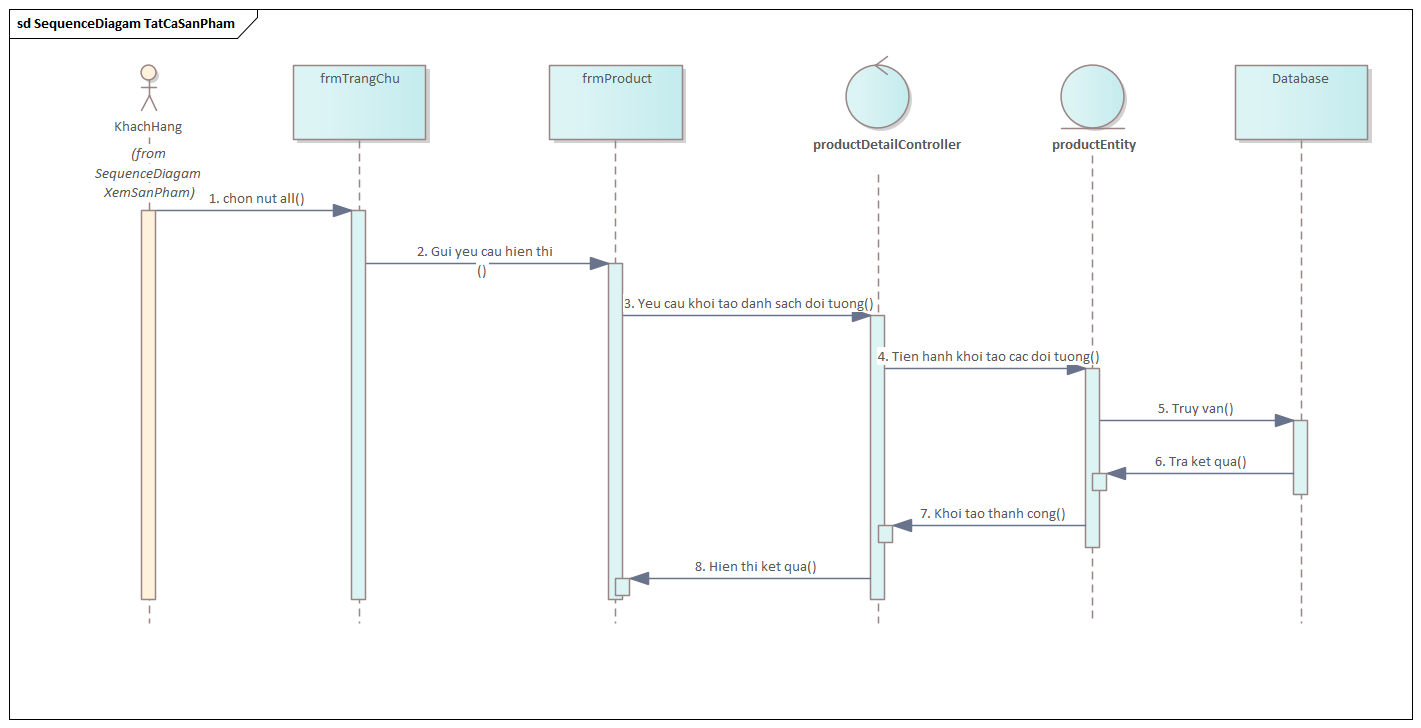 sd SequenceDiagam TatCaSanPham
KhachHang
(from
SequenceDiagam
XemSanPham)
frmTrangChu
frmProduct
productDetailController
productEntity
Database
1. chon nut all()
2. Gui yeu cau hien thi
()
3. Yeu cau khoi tao danh sach doi tuong()
4. Tien hanh khoi tao cac doi tuong()
5. Truy van()
6. Tra ket qua()
7. Khoi tao thanh cong()
8. Hien thi ket qua()